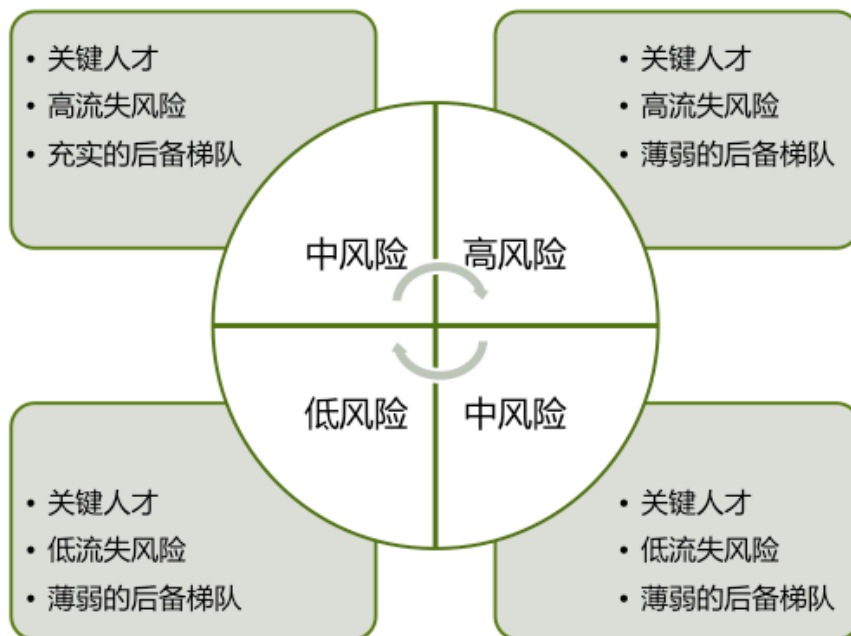 • 关键人才
• 高流失风险
• 充实的后备梯队
• 关键人才
• 高流失风险
• 薄弱的后备梯队
中风险
高风险
低风险
中风险
• 关键人才
• 低流失风险
• 薄弱的后备梯队
• 关键人才
• 低流失风险
• 薄弱的后备梯队